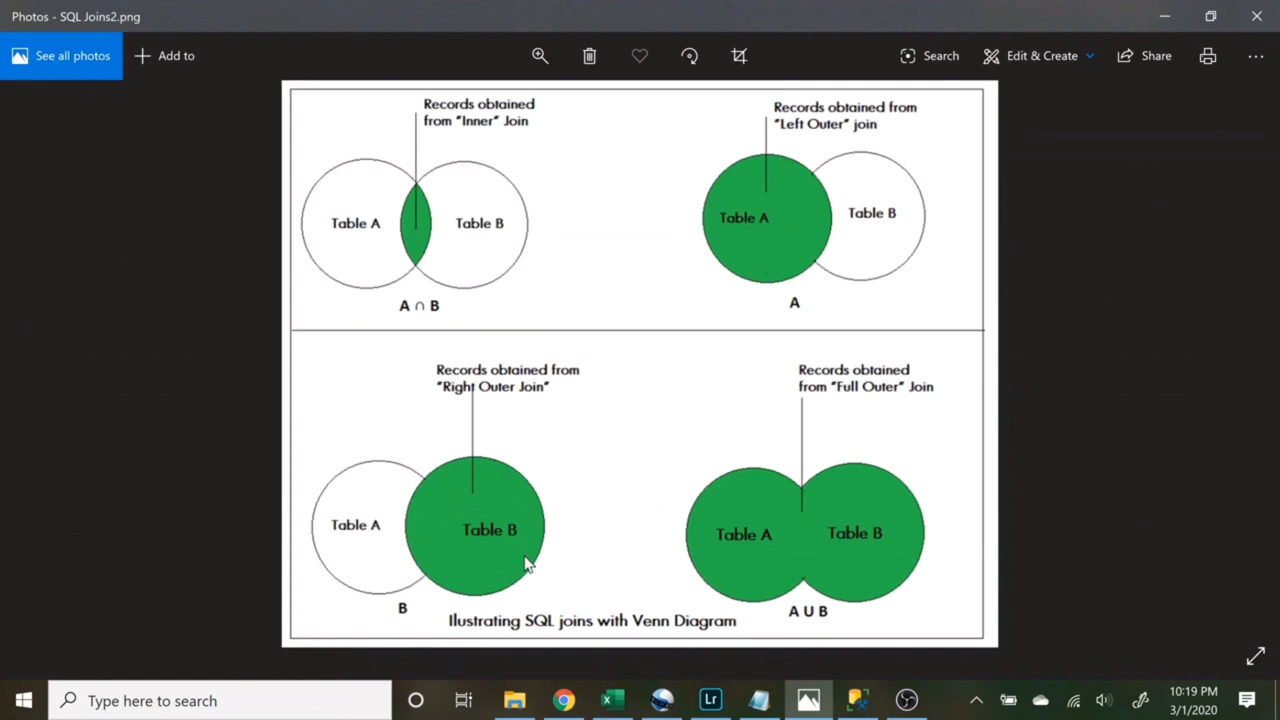 Photos - SQL Joins2.png
See all photos
Add to
Search
Edit & Create
Share
Records obtained
from "Inner" Join
Table A
Table B
A ∩ B
Records obtained from
"Left Outer" join
Table A
Table B
A
Records obtained from
"Right Outer Join"
Table A
Table B
B
Records obtained
from "Full Outer" Join
Table A
Table B
A U B
Ilustrating SQL joins with Venn Diagram
Type here to search
Lr
10:19 PM
3/1/2020